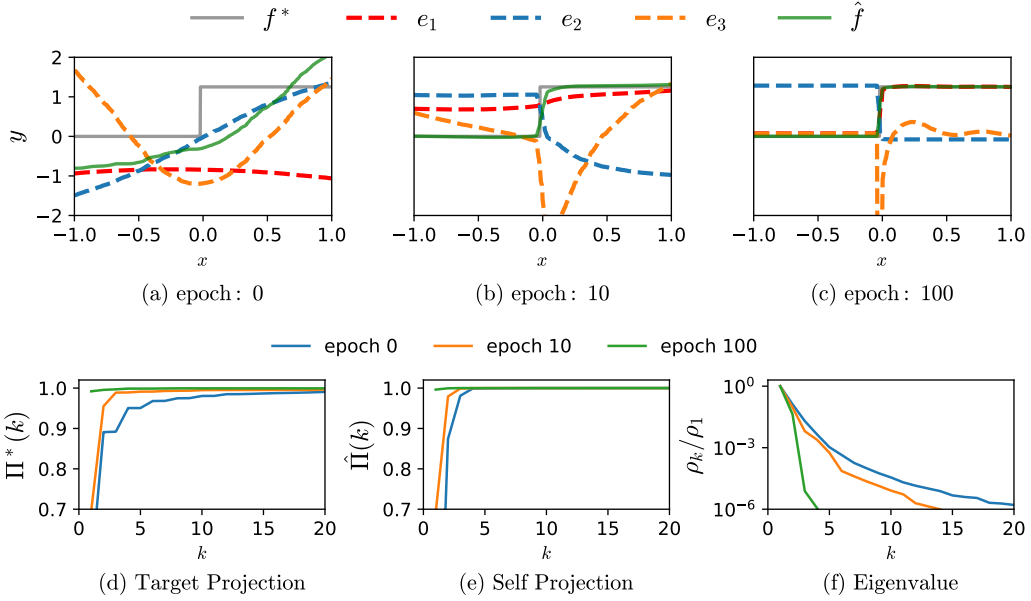 f* e₁ e₂ e₃ f̂
2
1
0
−1
−2
y
−1.0 −0.5 0.0 0.5 1.0
x
(a) epoch: 0
−1.0 −0.5 0.0 0.5 1.0
x
(b) epoch: 10
−1.0 −0.5 0.0 0.5 1.0
x
(c) epoch: 100
epoch 0 epoch 10 epoch 100
1.0
0.9
0.8
0.7
Π*(k)
0 5 10 15 20
k
(d) Target Projection
1.0
0.9
0.8
0.7
Π̂(k)
0 5 10 15 20
k
(e) Self Projection
10⁰
10⁻³
10⁻⁶
ρₖ/ρ₁
0 5 10 15 20
k
(f) Eigenvalue